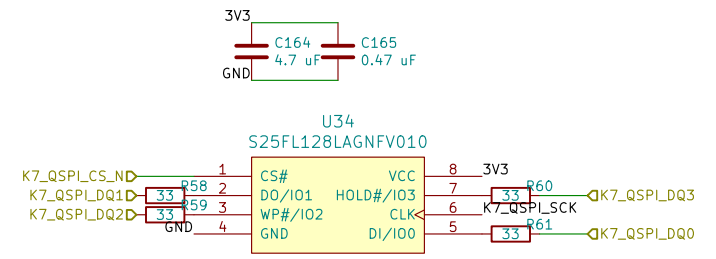 3V3
C164
4.7 uF
C165
0.47 uF
GND
U34
S25FL128LAGNFV010
K7_QSPI_CS_N 1 CS# VCC 8 3V3
K7_QSPI_DQ1 33 R58 2 DO/IO1 HOLD#/IO3 7 33 R60 K7_QSPI_DQ3
K7_QSPI_DQ2 33 R59 3 WP#/IO2 CLK 6 K7_QSPI_SCK
GND 4 GND DI/IO0 5 33 R61 K7_QSPI_DQ0